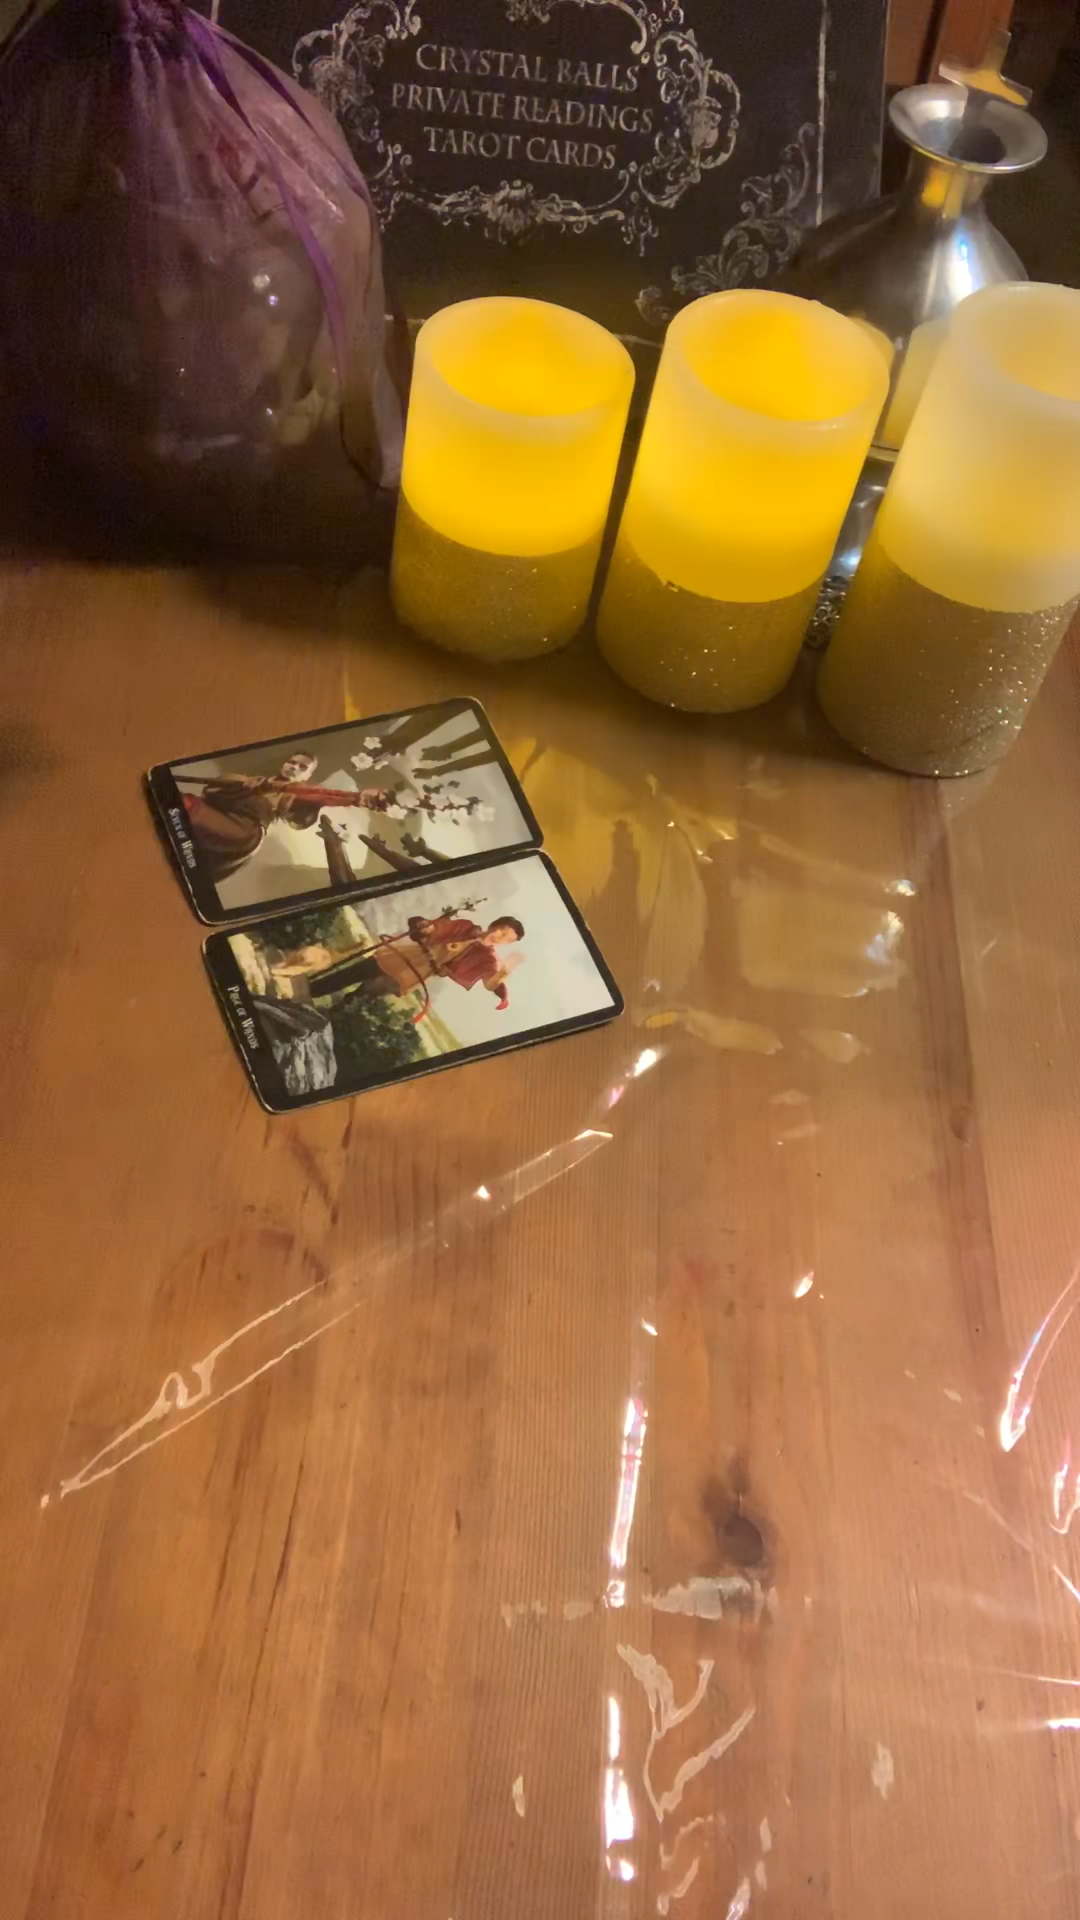 CRYSTAL BALLS
PRIVATE READINGS
TAROT CARDS
SEVEN OF WANDS
PAGE OF WANDS